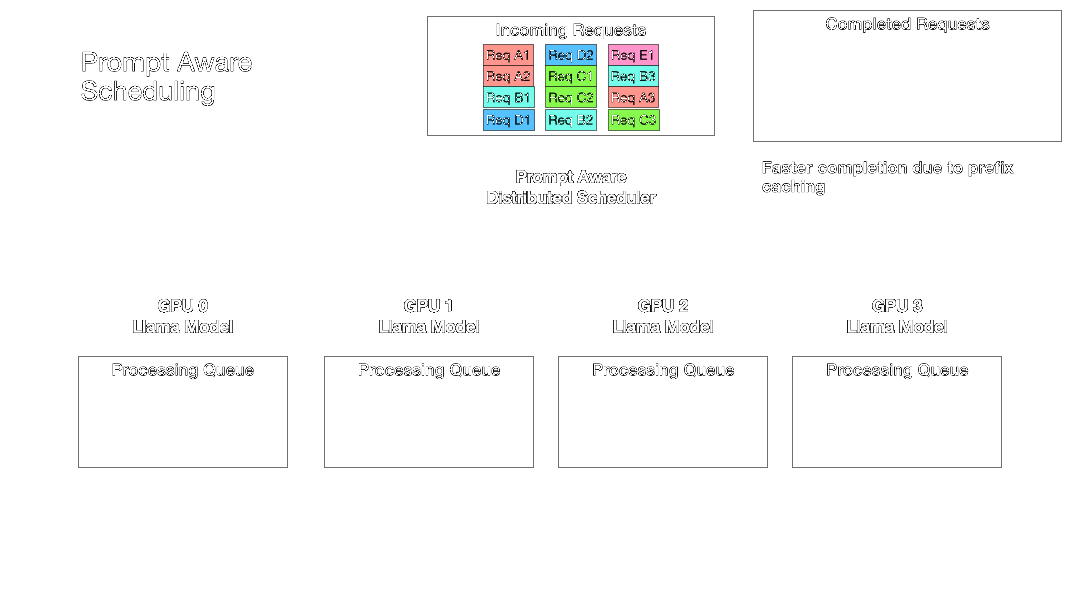 Prompt Aware
Scheduling
Incoming Requests
Req A1
Req D2
Req E1
Req A2
Req C1
Req B3
Req B1
Req C2
Req A3
Req D1
Req B2
Req C3
Completed Requests
Prompt Aware
Distributed Scheduler
Faster completion due to prefix
caching
GPU 0
Llama Model
GPU 1
Llama Model
GPU 2
Llama Model
GPU 3
Llama Model
Processing Queue
Processing Queue
Processing Queue
Processing Queue